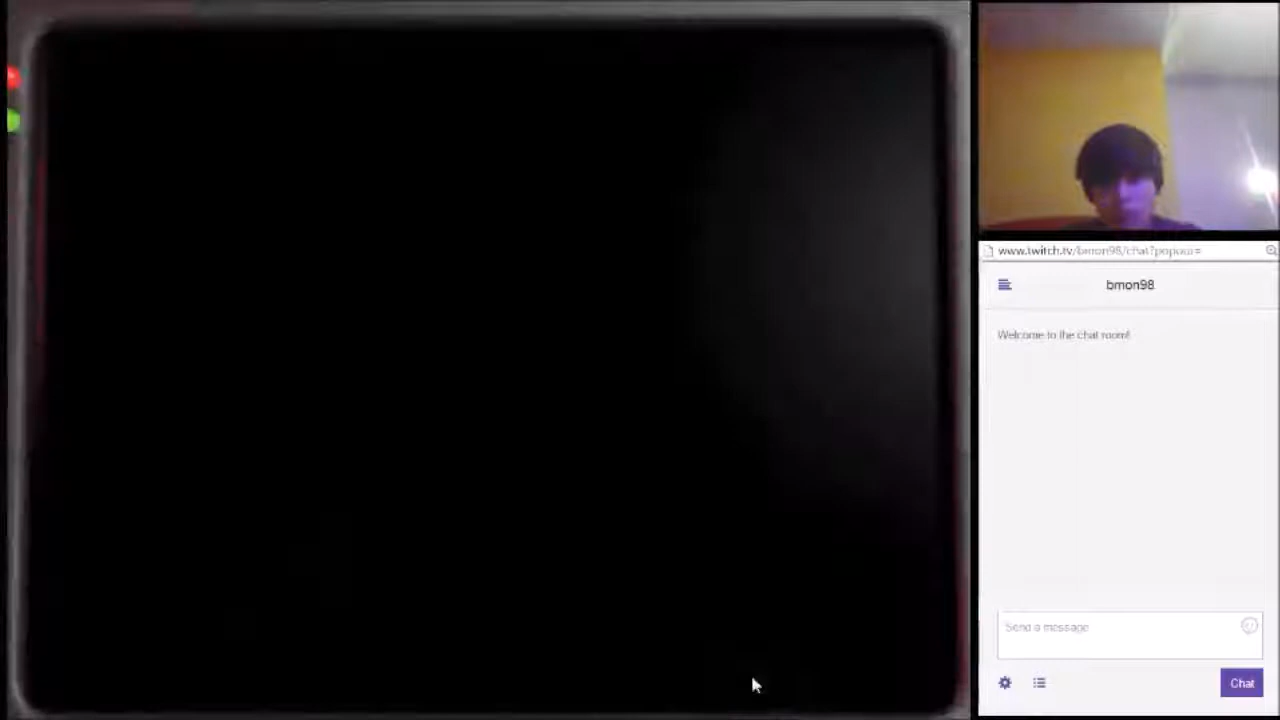 www.twitch.tv/bmon98/chat?popout=
bmon98
Welcome to the chat room!
Send a message
Chat